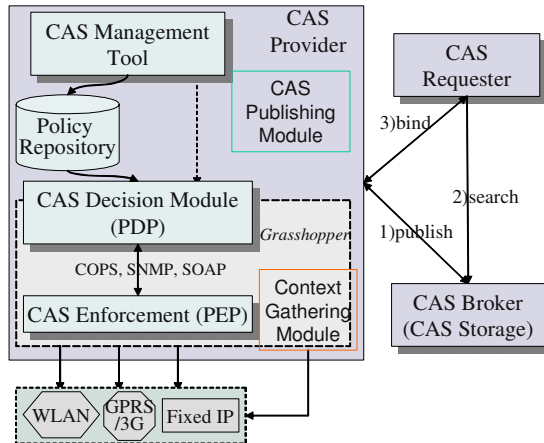 CAS Management
Tool
CAS
Provider
CAS
Publishing
Module
Policy
Repository
CAS Decision Module
(PDP)
Grasshopper
COPS, SNMP, SOAP
CAS Enforcement (PEP)
Context
Gathering
Module
WLAN
GPRS
/3G
Fixed IP
CAS
Requester
3)bind
2)search
1)publish
CAS Broker
(CAS Storage)